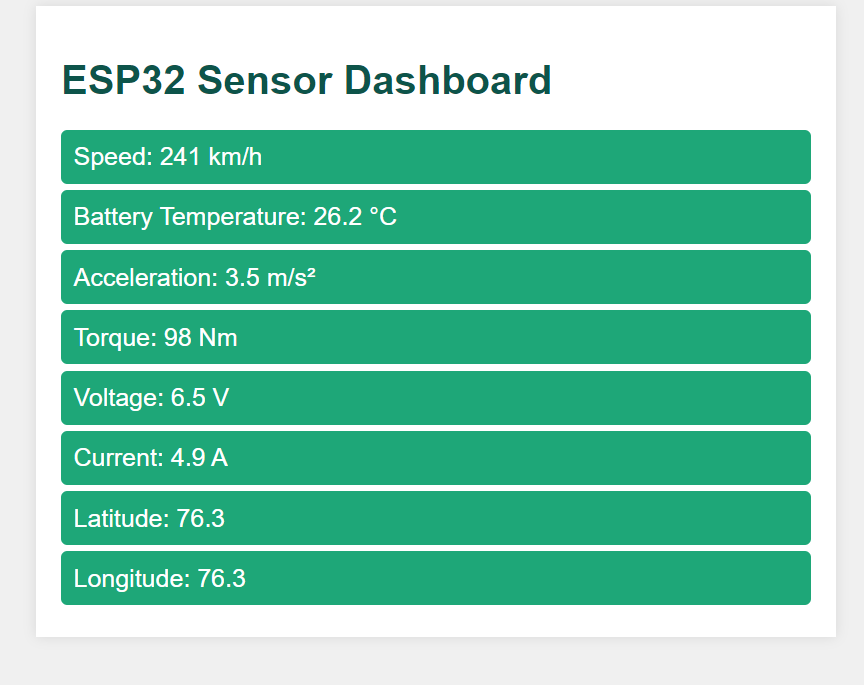 ESP32 Sensor Dashboard
Speed: 241 km/h
Battery Temperature: 26.2 °C
Acceleration: 3.5 m/s²
Torque: 98 Nm
Voltage: 6.5 V
Current: 4.9 A
Latitude: 76.3
Longitude: 76.3